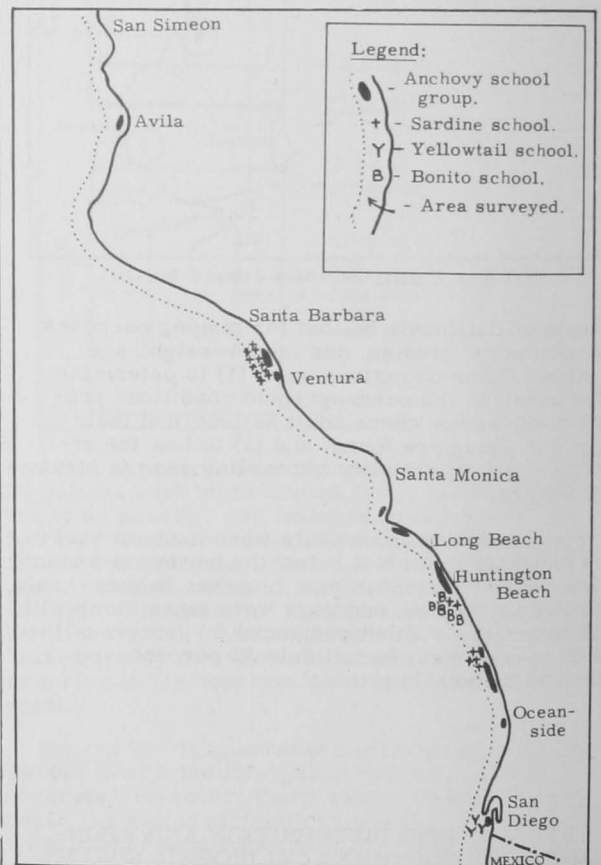 San Simeon
Legend:
- Anchovy school
group.
+ - Sardine school.
Y - Yellowtail school.
B - Bonito school.
- Area surveyed.
Avila
Santa Barbara
Ventura
Santa Monica
Long Beach
Huntington
Beach
Ocean-
side
San
Diego
MEXICO